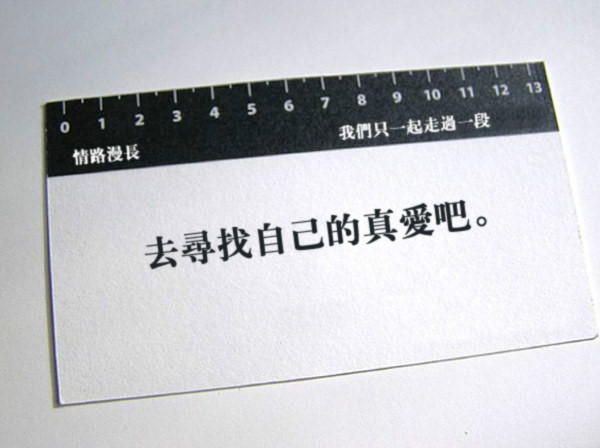 0 1 2 3 4 5 6 7 8 9 10 11 12 13
情路漫長 我們只一起走過一段
去尋找自己的真愛吧。